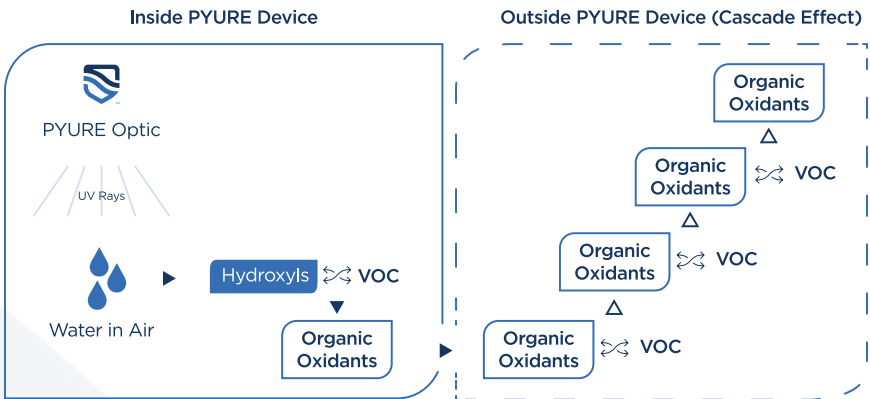 Inside PYURE Device
Outside PYURE Device (Cascade Effect)
PYURE Optic
UV Rays
Water in Air
Hydroxyls
VOC
Organic
Oxidants
Organic
Oxidants
VOC
Organic
Oxidants
VOC
Organic
Oxidants
VOC
Organic
Oxidants